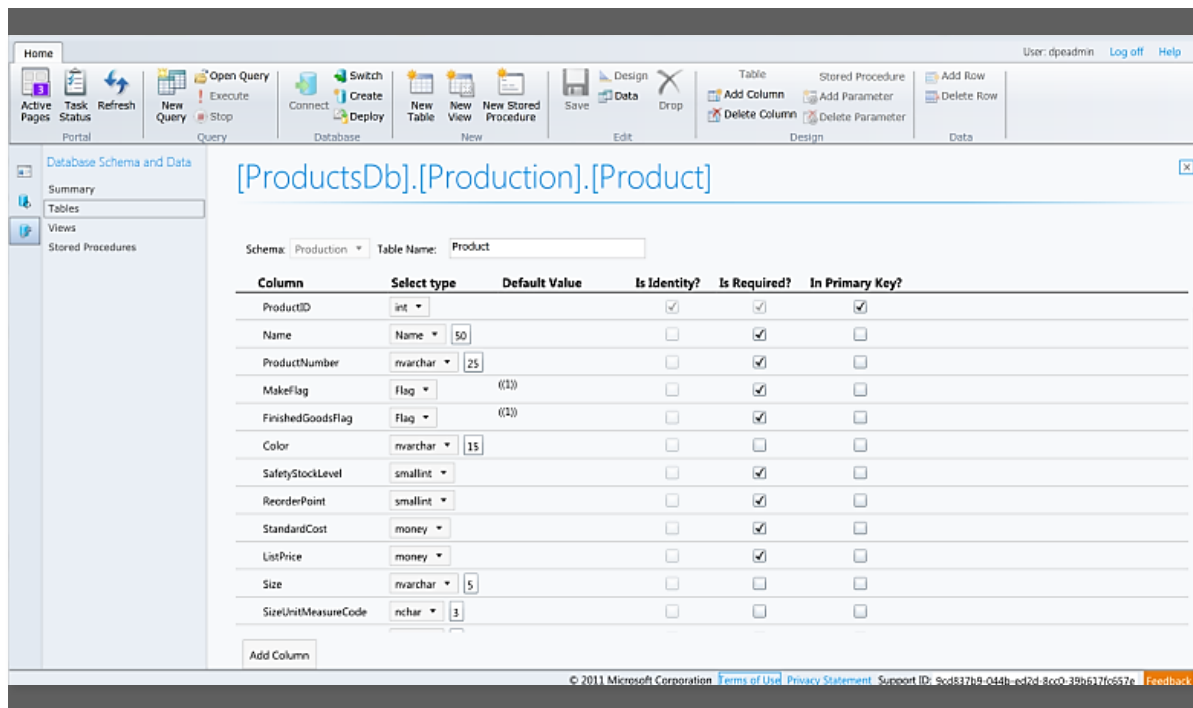 Home
User: dpeadmin Log off Help
Active Pages
Task Status
Refresh
Portal
New Query
Open Query
Execute
Stop
Query
Connect
Switch
Create
Deploy
Database
New Table
New View
New Stored Procedure
New
Save
Design
Data
Drop
Edit
Table
Add Column
Delete Column
Stored Procedure
Add Parameter
Delete Parameter
Design
Add Row
Delete Row
Data
3
Database Schema and Data
Summary
Tables
Views
Stored Procedures
[ProductsDb].[Production].[Product]
Schema: Production Table Name: Product
Column Select type Default Value Is Identity? Is Required? In Primary Key?
ProductID int
Name Name 50
ProductNumber nvarchar 25
MakeFlag Flag ((1))
FinishedGoodsFlag Flag ((1))
Color nvarchar 15
SafetyStockLevel smallint
ReorderPoint smallint
StandardCost money
ListPrice money
Size nvarchar 5
SizeUnitMeasureCode nchar 3
Add Column
© 2011 Microsoft Corporation Terms of Use Privacy Statement Support ID: 9cd837b9-044b-ed2d-8cc0-39b617fc657e Feedback